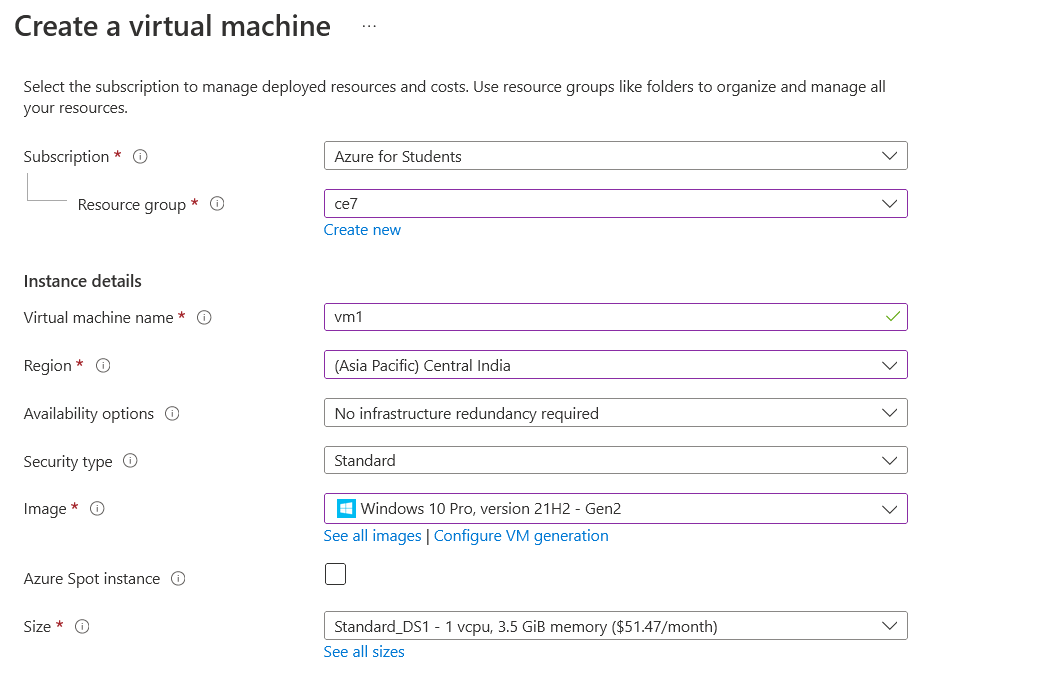 Create a virtual machine ...
Select the subscription to manage deployed resources and costs. Use resource groups like folders to organize and manage all
your resources.
Subscription * Azure for Students
Resource group * ce7
Create new
Instance details
Virtual machine name * vm1
Region * (Asia Pacific) Central India
Availability options No infrastructure redundancy required
Security type Standard
Image * Windows 10 Pro, version 21H2 - Gen2
See all images | Configure VM generation
Azure Spot instance
Size * Standard_DS1 - 1 vcpu, 3.5 GiB memory ($51.47/month)
See all sizes